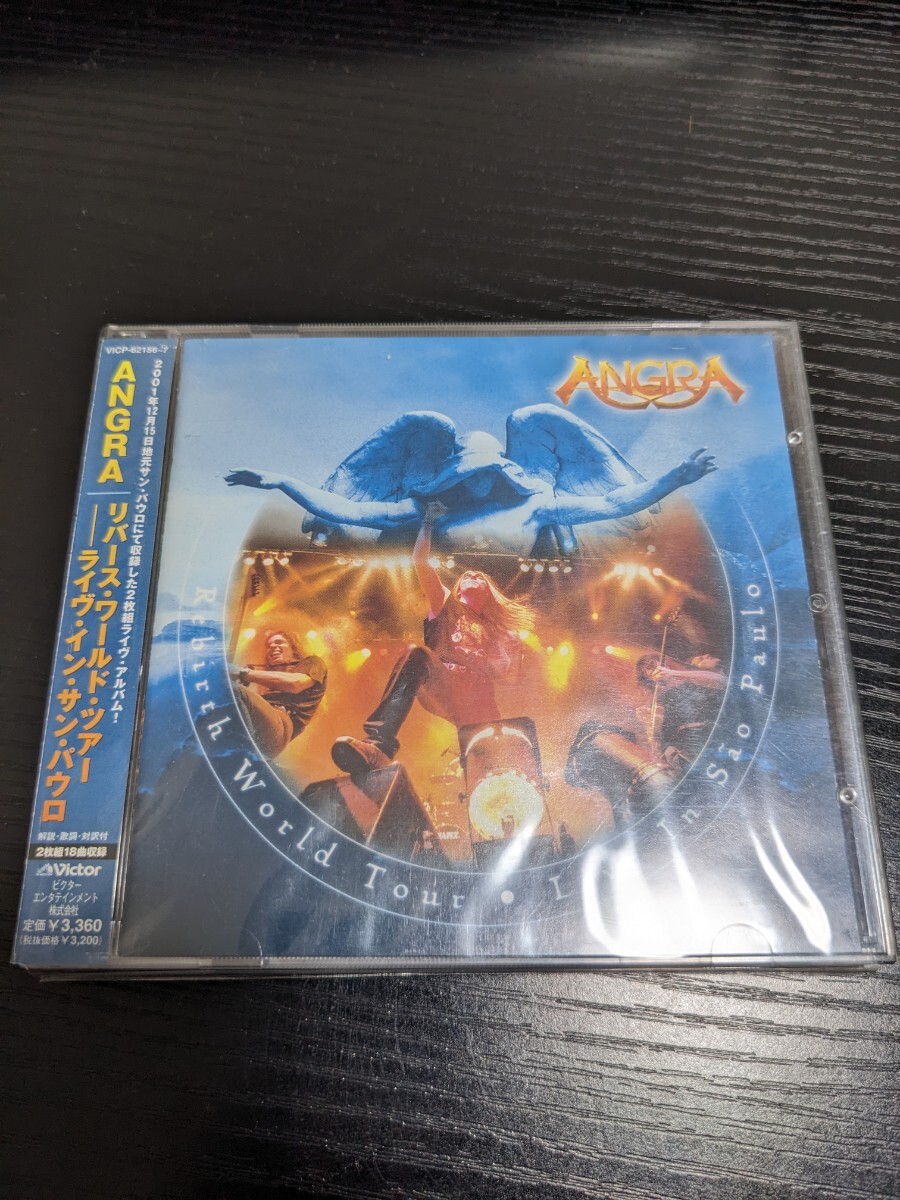 VICP-62156~7
2001年12月15日地元サン・パウロにて収録した2枚組ライヴ・アルバム!
ANGRA
リバース・ワールド・ツアー
――ライヴ・イン・サン・パウロ
解説・歌詞・対訳付
2枚組18曲収録
Victor
ビクター
エンタテインメント
株式会社
定価¥3,360
(税抜価格¥3,200)
ANGRA
Rebirth World Tour • Live In São Paulo